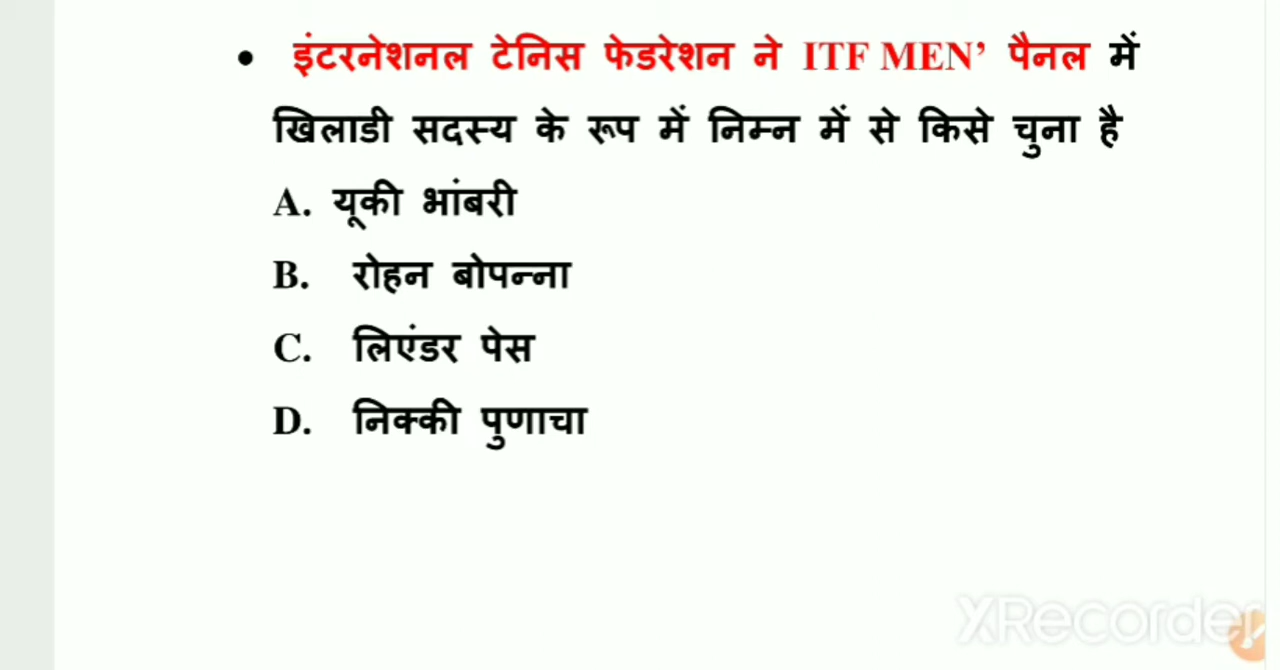 • इंटरनेशनल टेनिस फेडरेशन ने ITF MEN’ पैनल में
खिलाडी सदस्य के रूप में निम्न में से किसे चुना है
A. यूकी भांबरी
B. रोहन बोपन्ना
C. लिएंडर पेस
D. निक्की पुणाचा
XRecorder